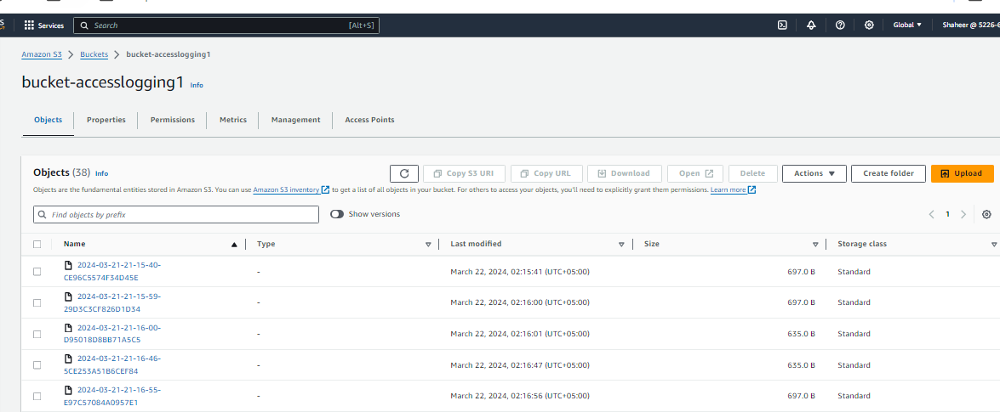 Services Search [Alt+S] Global Shaheer @ 5226-
Amazon S3 Buckets bucket-accesslogging1
bucket-accesslogging1 Info
Objects Properties Permissions Metrics Management Access Points
Objects (38) Info Copy S3 URI Copy URL Download Open Delete Actions Create folder Upload
Objects are the fundamental entities stored in Amazon S3. You can use Amazon S3 inventory to get a list of all objects in your bucket. For others to access your objects, you'll need to explicitly grant them permissions. Learn more
Find objects by prefix Show versions 1
Name Type Last modified Size Storage class
2024-03-21-21-15-40-
CE96C5574F34D45E - March 22, 2024, 02:15:41 (UTC+05:00) 697.0 B Standard
2024-03-21-21-15-59-
29D3C3CF826D1D34 - March 22, 2024, 02:16:00 (UTC+05:00) 697.0 B Standard
2024-03-21-21-16-00-
D95018D8BB71A5C5 - March 22, 2024, 02:16:01 (UTC+05:00) 635.0 B Standard
2024-03-21-21-16-46-
5CE253A51B6CEF84 - March 22, 2024, 02:16:47 (UTC+05:00) 635.0 B Standard
2024-03-21-21-16-55-
E97C57084A0957E1 - March 22, 2024, 02:16:56 (UTC+05:00) 697.0 B Standard